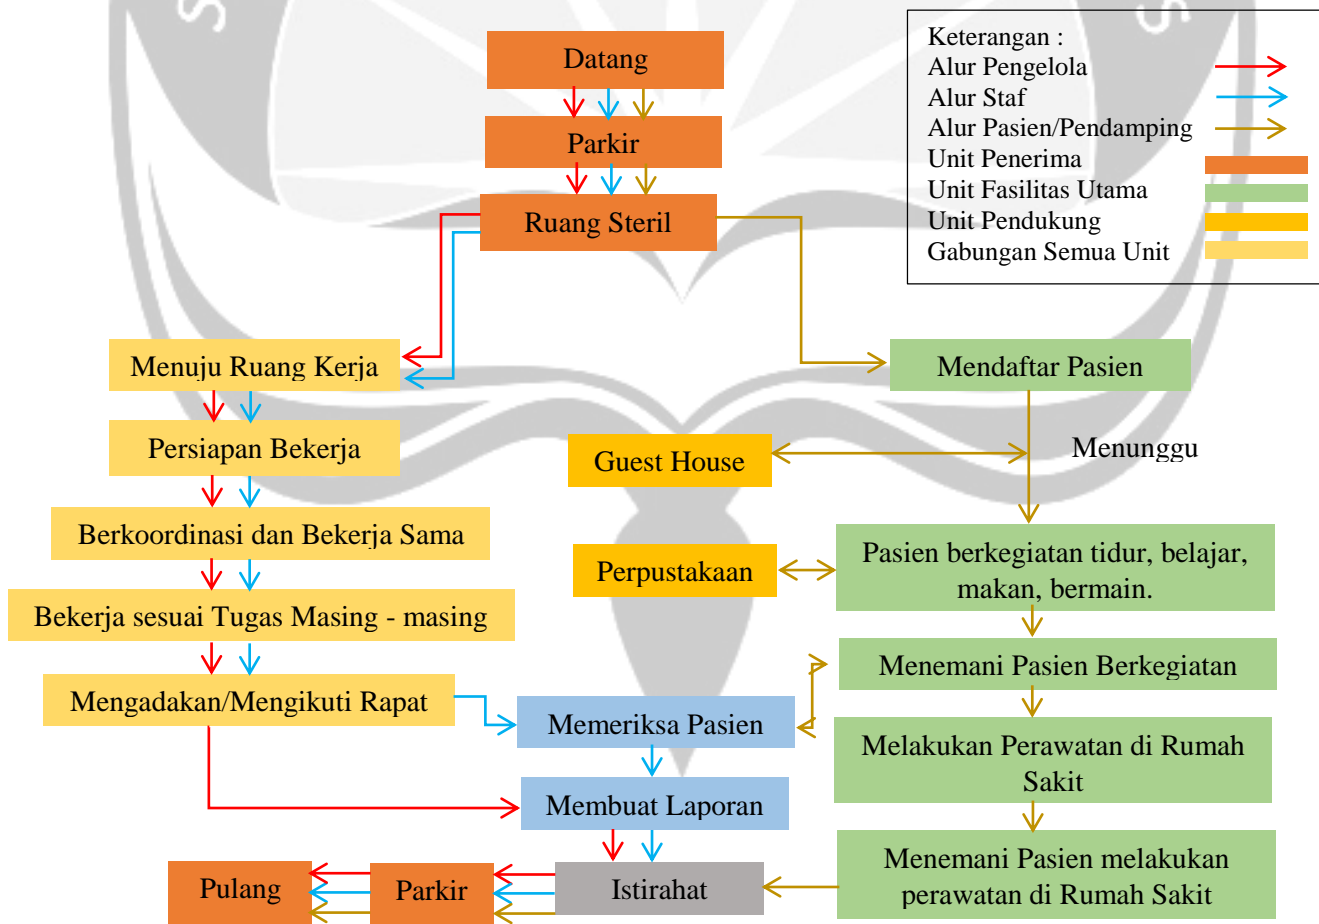 Datang
Parkir
Ruang Steril
Keterangan :
Alur Pengelola
Alur Staf
Alur Pasien/Pendamping
Unit Penerima
Unit Fasilitas Utama
Unit Pendukung
Gabungan Semua Unit
Menuju Ruang Kerja
Mendaftar Pasien
Persiapan Bekerja
Guest House
Menunggu
Berkoordinasi dan Bekerja Sama
Perpustakaan
Pasien berkegiatan tidur, belajar,
makan, bermain.
Bekerja sesuai Tugas Masing - masing
Menemani Pasien Berkegiatan
Mengadakan/Mengikuti Rapat
Memeriksa Pasien
Melakukan Perawatan di Rumah
Sakit
Membuat Laporan
Menemani Pasien melakukan
perawatan di Rumah Sakit
Pulang
Parkir
Istirahat
S
S